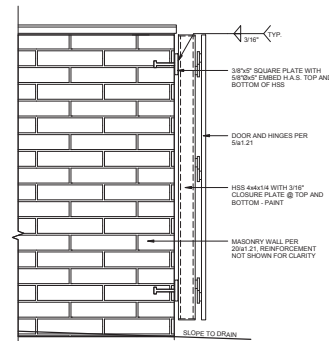 3/16"
TYP.
3/8"x5" SQUARE PLATE WITH
5/8"Øx5" EMBED H.A.S. TOP AND
BOTTOM OF HSS
DOOR AND HINGES PER
5/a1.21
HSS 4x4x1/4 WITH 3/16"
CLOSURE PLATE @ TOP AND
BOTTOM - PAINT
MASONRY WALL PER
20/a1.21, REINFORCEMENT
NOT SHOWN FOR CLARITY
SLOPE TO DRAIN